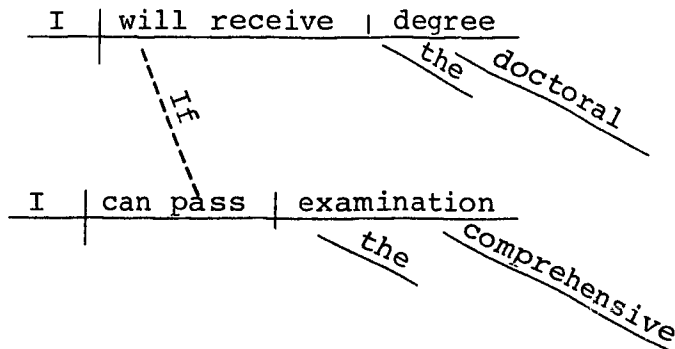 I will receive degree
the doctoral
If
I can pass examination
the comprehensive